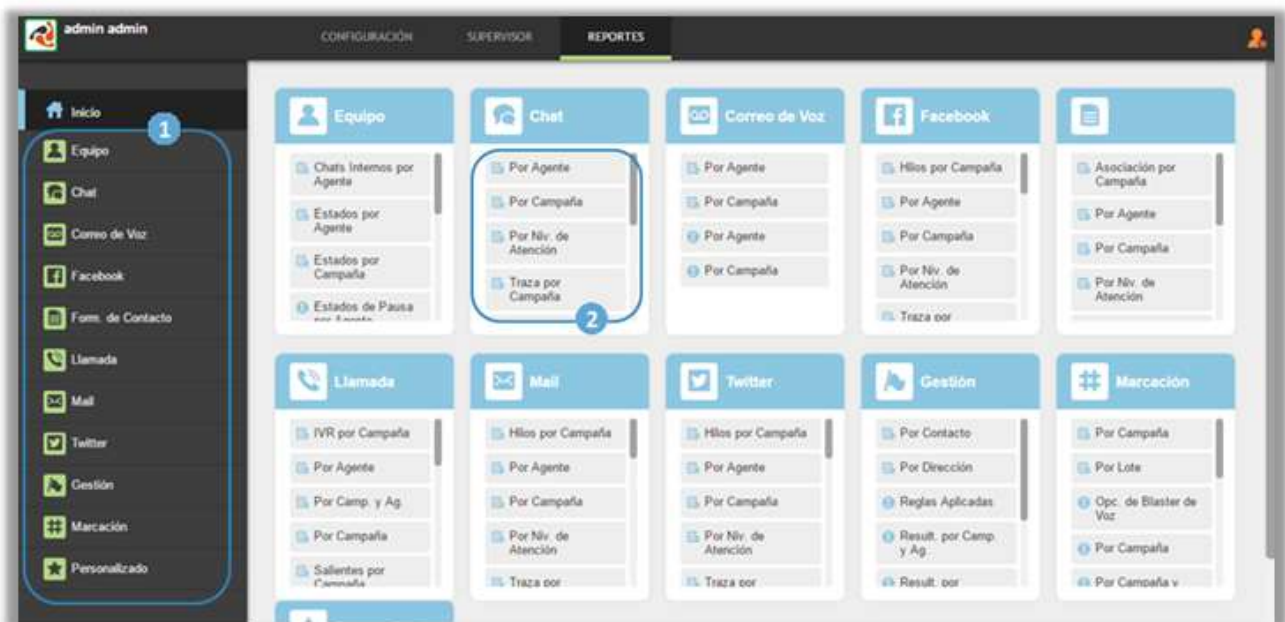 admin admin
CONFIGURACIÓN
SUPERVISOR
REPORTES
Inicio
1
Equipo
Chat
Correo de Voz
Facebook
Form. de Contacto
Llamada
Mail
Twitter
Gestión
Marcación
Personalizado
Equipo
Chats Internos por
Agente
Estados por
Agente
Estados por
Campaña
Estados de Pausa
por Agente
Chat
Por Agente
Por Campaña
Por Niv. de
Atención
Traza por
Campaña
2
Correo de Voz
Por Agente
Por Campaña
Por Agente
Por Campaña
Facebook
Hilos por Campaña
Por Agente
Por Campaña
Por Niv. de
Atención
Traza por
Asociación por
Campaña
Por Agente
Por Campaña
Por Niv. de
Atención
Llamada
IVR por Campaña
Por Agente
Por Camp. y Ag.
Por Campaña
Salientes por
Campaña
Mail
Hilos por Campaña
Por Agente
Por Campaña
Por Niv. de
Atención
Traza por
Twitter
Hilos por Campaña
Por Agente
Por Campaña
Por Niv. de
Atención
Traza por
Gestión
Por Contacto
Por Dirección
Reglas Aplicadas
Result. por Camp.
y Ag.
Result. por
Marcación
Por Campaña
Por Lote
Opc. de Blaster de
Voz
Por Campaña
Por Campaña y